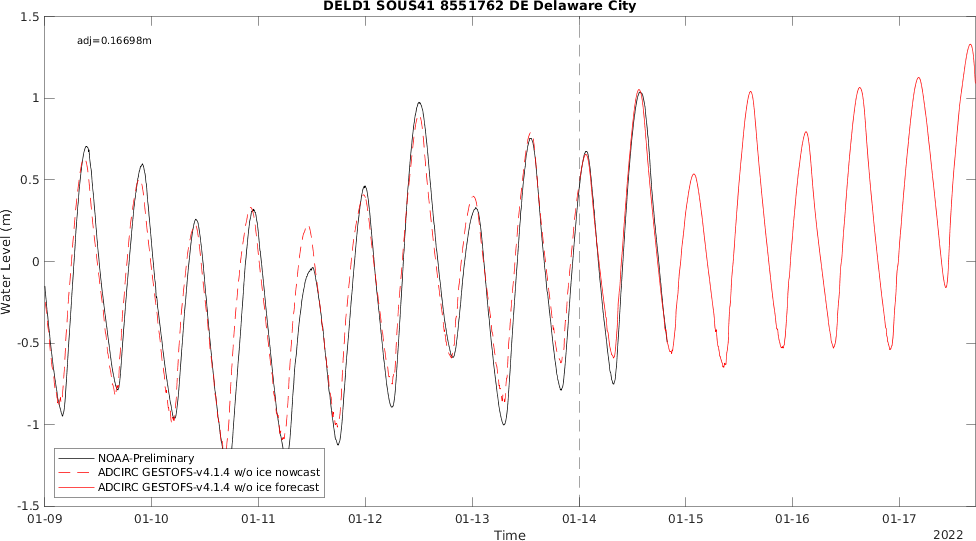 DELD1 SOUS41 8551762 DE Delaware City
adj=0.16698m
1.5
1
0.5
0
-0.5
-1
-1.5
Water Level (m)
NOAA-Preliminary
ADCIRC GESTOFS-v4.1.4 w/o ice nowcast
ADCIRC GESTOFS-v4.1.4 w/o ice forecast
01-09 01-10 01-11 01-12 01-13 01-14 01-15 01-16 01-17
Time
2022